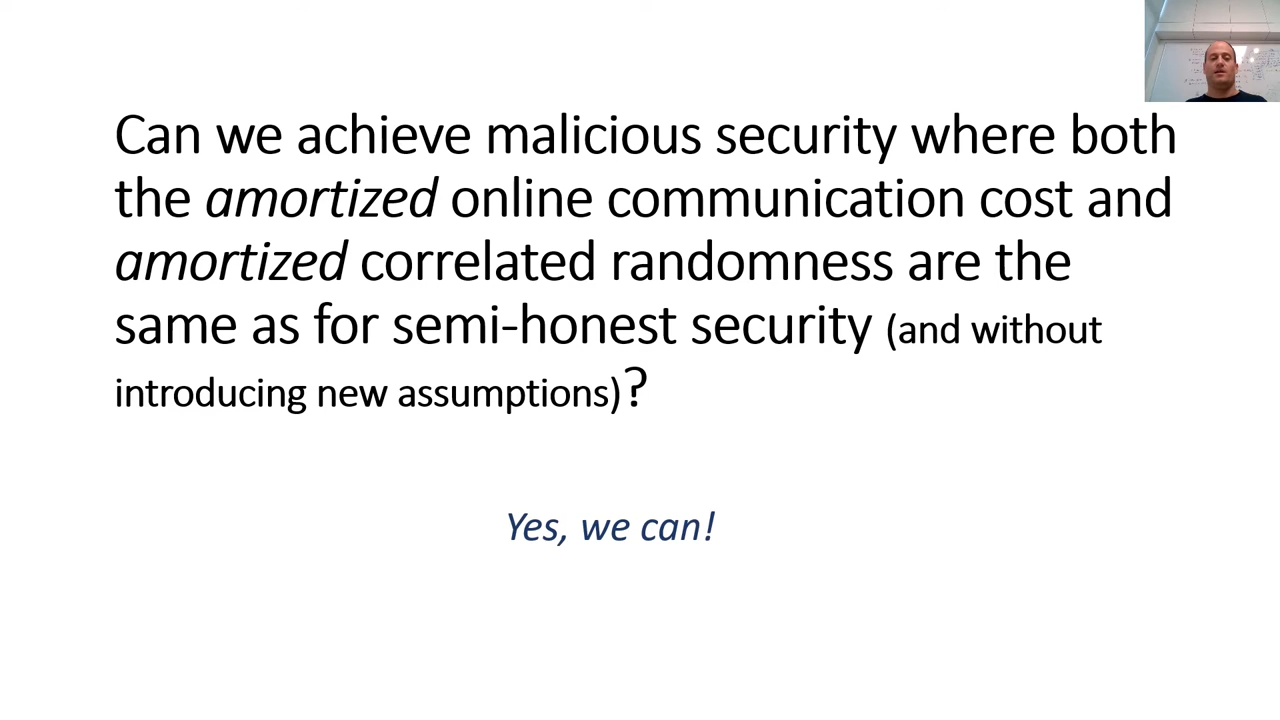 Can we achieve malicious security where both
the amortized online communication cost and
amortized correlated randomness are the
same as for semi-honest security (and without
introducing new assumptions)?
Yes, we can!